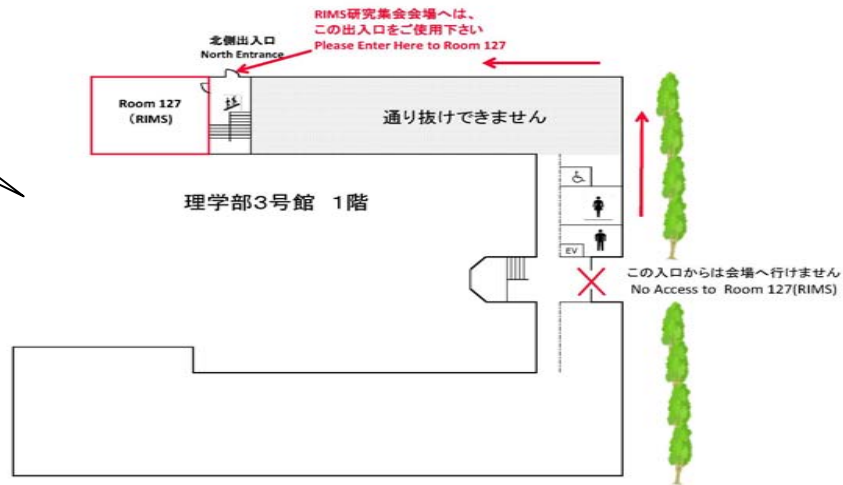 RIMS研究集会会場へは、
この出入口をご使用下さい
Please Enter Here to Room 127
北側出入口
North Entrance
Room 127
(RIMS)
通り抜けできません
理学部3号館 1階
EV
この入口からは会場へ行けません
No Access to Room 127(RIMS)